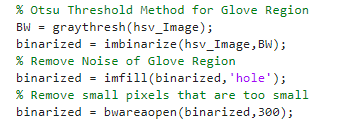 % Otsu Threshold Method for Glove Region
BW = graythresh(hsv_Image);
binarized = imbinarize(hsv_Image,BW);
% Remove Noise of Glove Region
binarized = imfill(binarized,'hole');
% Remove small pixels that are too small
binarized = bwareaopen(binarized,300);